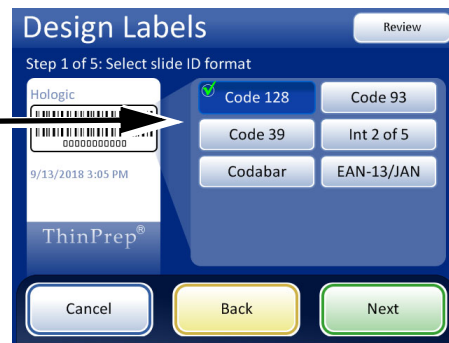 Design Labels
Review
Step 1 of 5: Select slide ID format
Hologic
00000000000
9/13/2018 3:05 PM
ThinPrep®
Code 128
Code 93
Code 39
Int 2 of 5
Codabar
EAN-13/JAN
Cancel
Back
Next